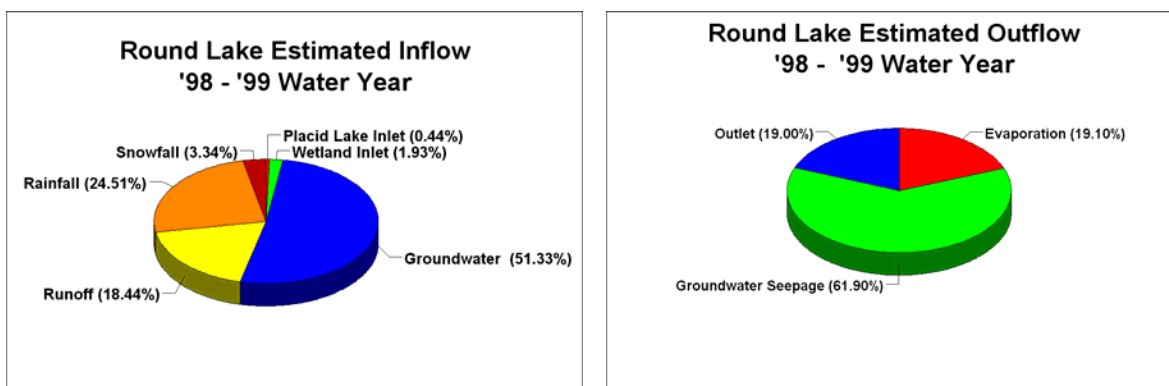 Round Lake Estimated Inflow
'98 - '99 Water Year
Placid Lake Inlet (0.44%)
Snowfall (3.34%)
Wetland Inlet (1.93%)
Rainfall (24.51%)
Groundwater (51.33%)
Runoff (18.44%)
Round Lake Estimated Outflow
'98 - '99 Water Year
Outlet (19.00%)
Evaporation (19.10%)
Groundwater Seepage (61.90%)